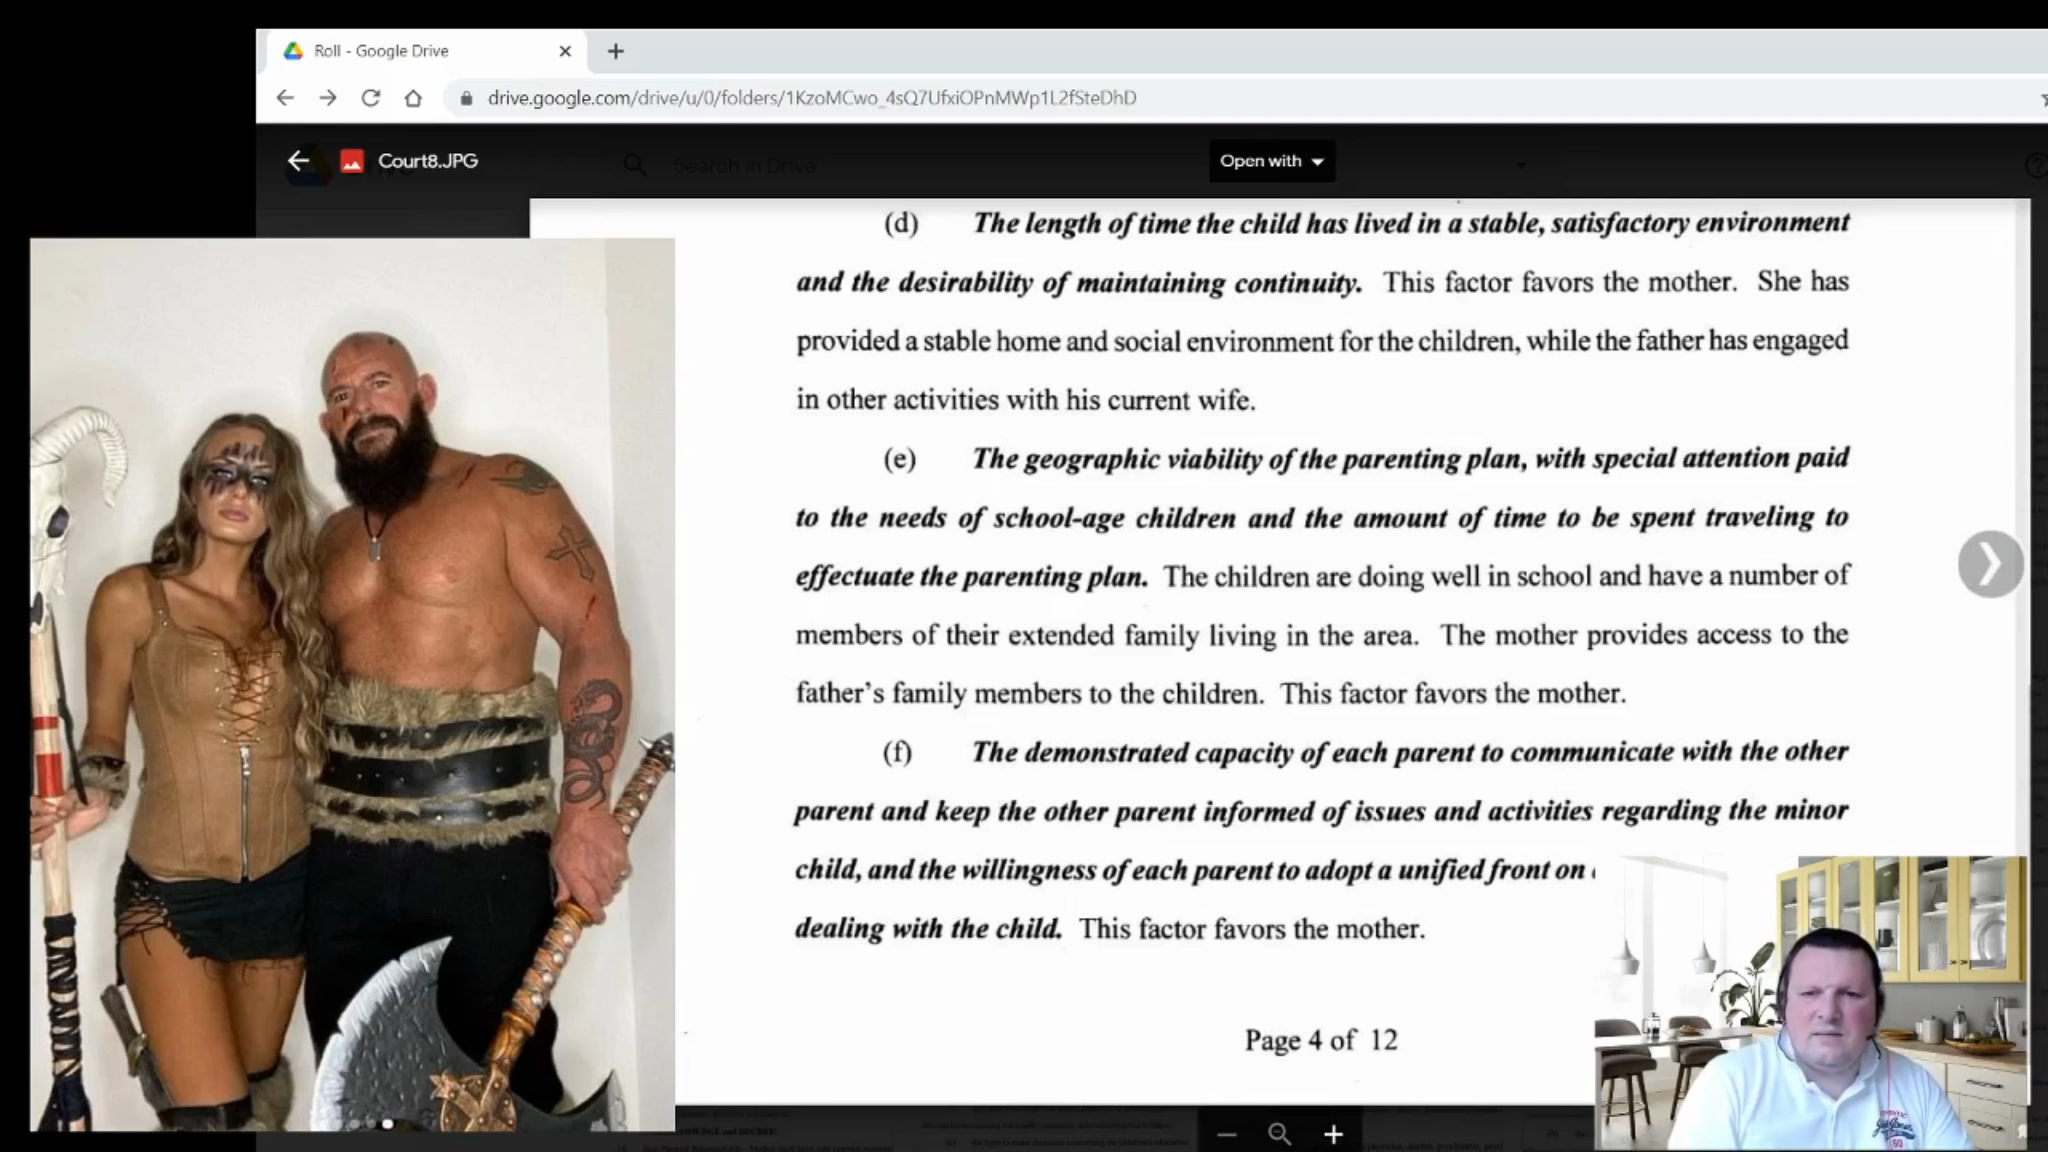 Roll - Google Drive
drive.google.com/drive/u/0/folders/1KzoMCwo_4sQ7UfxiOPnMWp1L2fSteDhD
Court8.JPG
Search in Drive
Open with
(d) The length of time the child has lived in a stable, satisfactory environment
and the desirability of maintaining continuity. This factor favors the mother. She has
provided a stable home and social environment for the children, while the father has engaged
in other activities with his current wife.
(e) The geographic viability of the parenting plan, with special attention paid
to the needs of school-age children and the amount of time to be spent traveling to
effectuate the parenting plan. The children are doing well in school and have a number of
members of their extended family living in the area. The mother provides access to the
father's family members to the children. This factor favors the mother.
(f) The demonstrated capacity of each parent to communicate with the other
parent and keep the other parent informed of issues and activities regarding the minor
child, and the willingness of each parent to adopt a unified front on
dealing with the child. This factor favors the mother.
Page 4 of 12